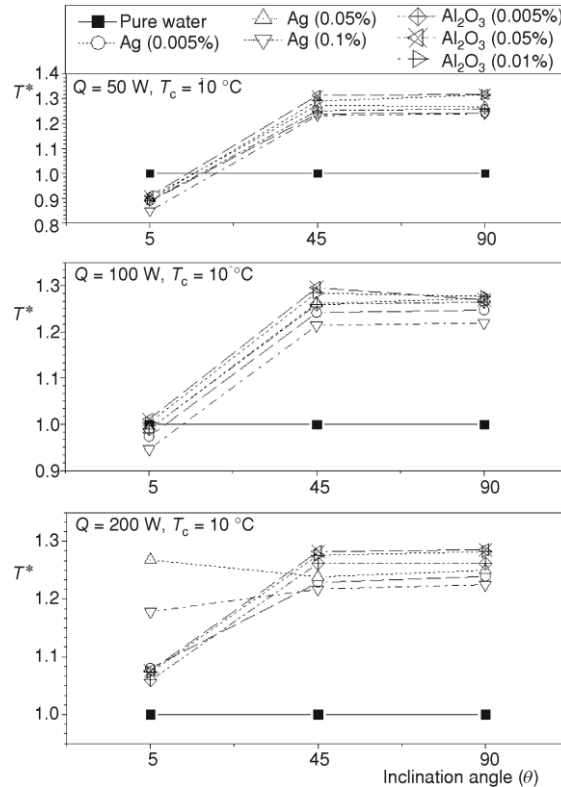 Pure water
Ag (0.005%)
Ag (0.05%)
Ag (0.1%)
Al₂O₃ (0.005%)
Al₂O₃ (0.05%)
Al₂O₃ (0.01%)
1.4
T*
1.3
1.2
1.1
1.0
0.9
0.8
Q = 50 W, Tc = 10 °C
5 45 90
T*
1.3
1.2
1.1
1.0
0.9
Q = 100 W, Tc = 10 °C
5 45 90
T*
1.3
1.2
1.1
1.0
Q = 200 W, Tc = 10 °C
5 45 90
Inclination angle (θ)